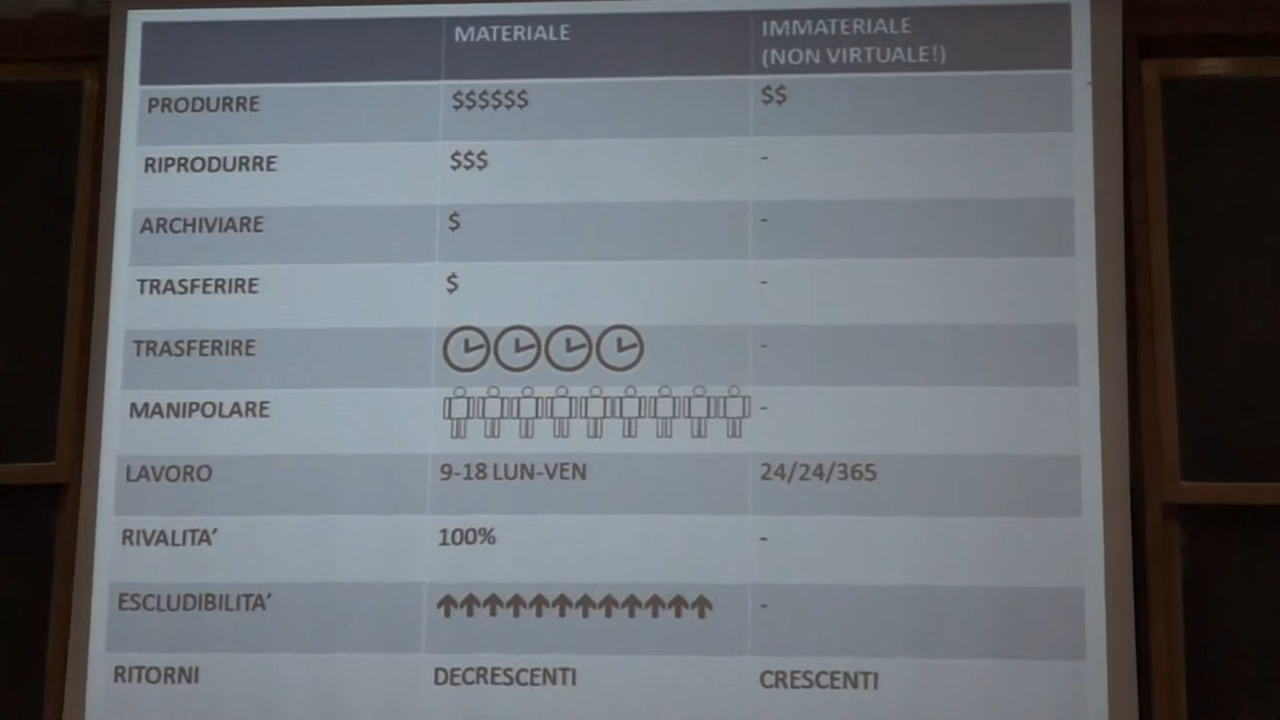 MATERIALE
IMMATERIALE
(NON VIRTUALE!)
PRODURRE $$$$$$ $$
RIPRODURRE $$$ -
ARCHIVIARE $ -
TRASFERIRE $ -
TRASFERIRE -
MANIPOLARE -
LAVORO 9-18 LUN-VEN 24/24/365
RIVALITA’ 100% -
ESCLUDIBILITA’ -
RITORNI DECRESCENTI CRESCENTI